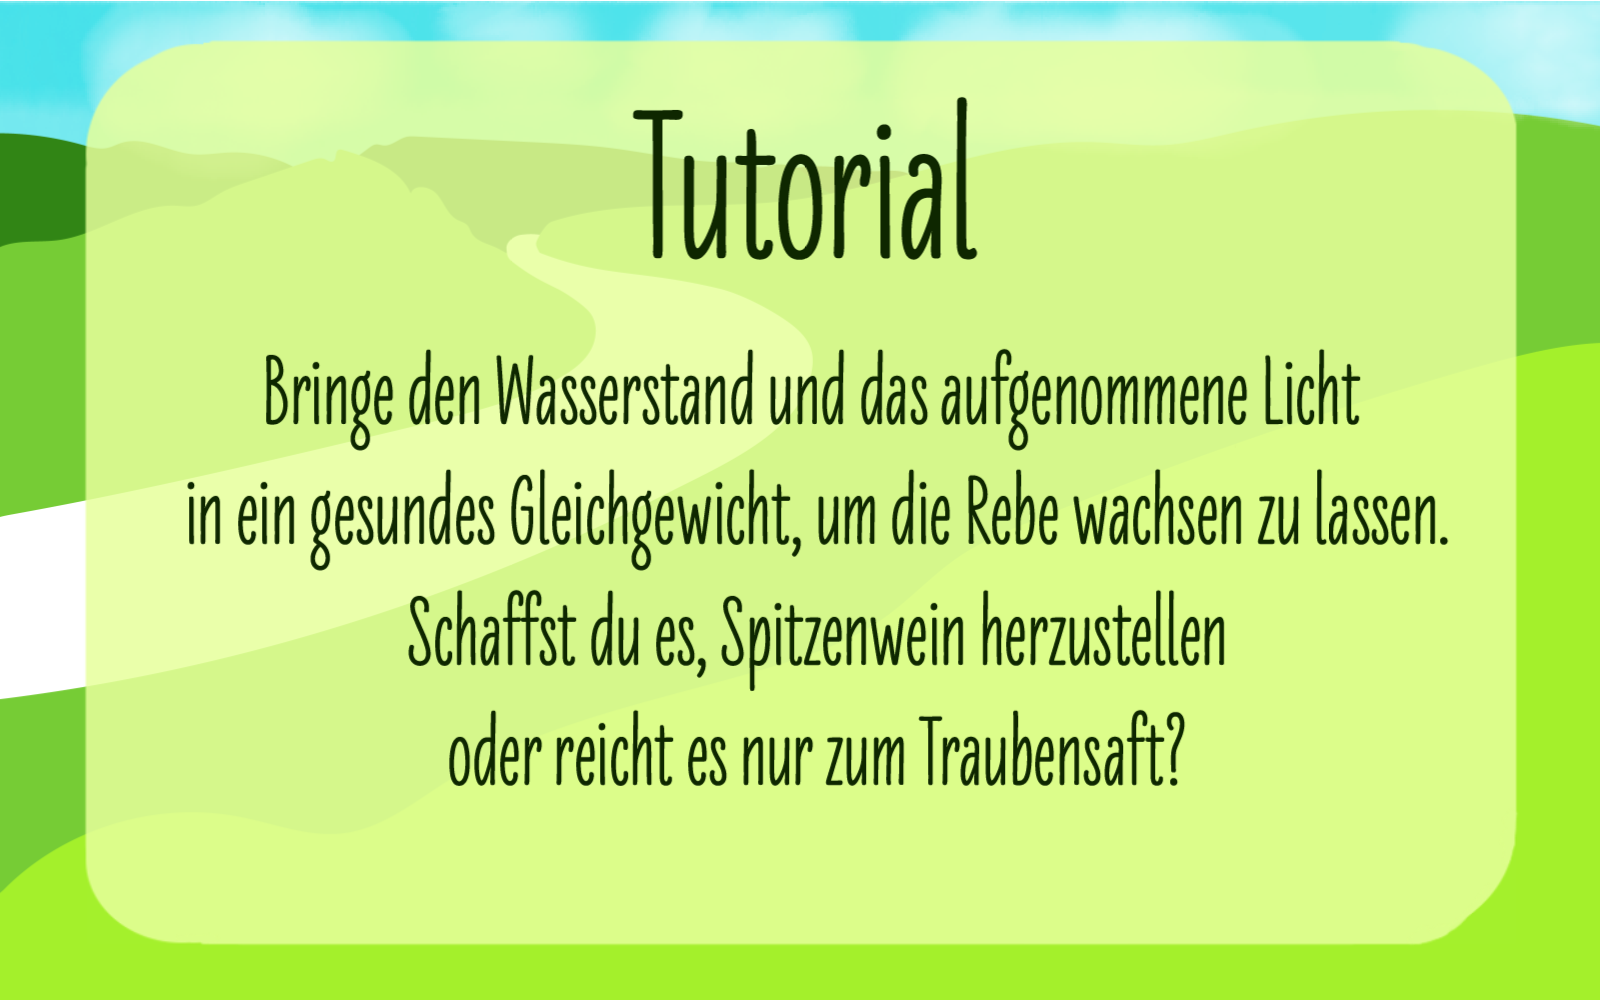 Tutorial
Bringe den Wasserstand und das aufgenommene Licht
in ein gesundes Gleichgewicht, um die Rebe wachsen zu lassen.
Schaffst du es, Spitzenwein herzustellen
oder reicht es nur zum Traubensaft?